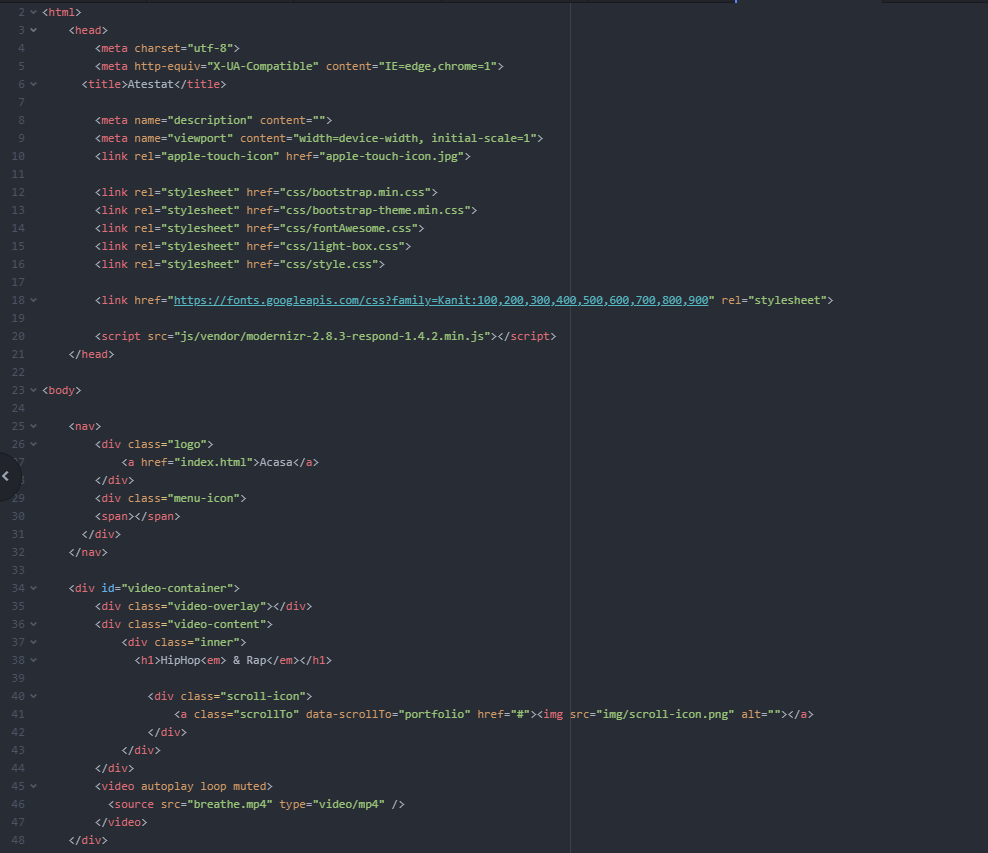 2 <html>
3 <head>
4 <meta charset="utf-8">
5 <meta http-equiv="X-UA-Compatible" content="IE=edge,chrome=1">
6 <title>Atestat</title>
7
8 <meta name="description" content="">
9 <meta name="viewport" content="width=device-width, initial-scale=1">
10 <link rel="apple-touch-icon" href="apple-touch-icon.jpg">
11
12 <link rel="stylesheet" href="css/bootstrap.min.css">
13 <link rel="stylesheet" href="css/bootstrap-theme.min.css">
14 <link rel="stylesheet" href="css/fontAwesome.css">
15 <link rel="stylesheet" href="css/light-box.css">
16 <link rel="stylesheet" href="css/style.css">
17
18 <link href="https://fonts.googleapis.com/css?family=Kanit:100,200,300,400,500,600,700,800,900" rel="stylesheet">
19
20 <script src="js/vendor/modernizr-2.8.3-respond-1.4.2.min.js"></script>
21 </head>
22
23 <body>
24
25 <nav>
26 <div class="logo">
7 <a href="index.html">Acasa</a>
</div>
29 <div class="menu-icon">
30 <span></span>
31 </div>
32 </nav>
33
34 <div id="video-container">
35 <div class="video-overlay"></div>
36 <div class="video-content">
37 <div class="inner">
38 <h1>HipHop<em> & Rap</em></h1>
39
40 <div class="scroll-icon">
41 <a class="scrollTo" data-scrollTo="portfolio" href="#"><img src="img/scroll-icon.png" alt=""></a>
42 </div>
43 </div>
44 </div>
45 <video autoplay loop muted>
46 <source src="breathe.mp4" type="video/mp4" />
47 </video>
48 </div>